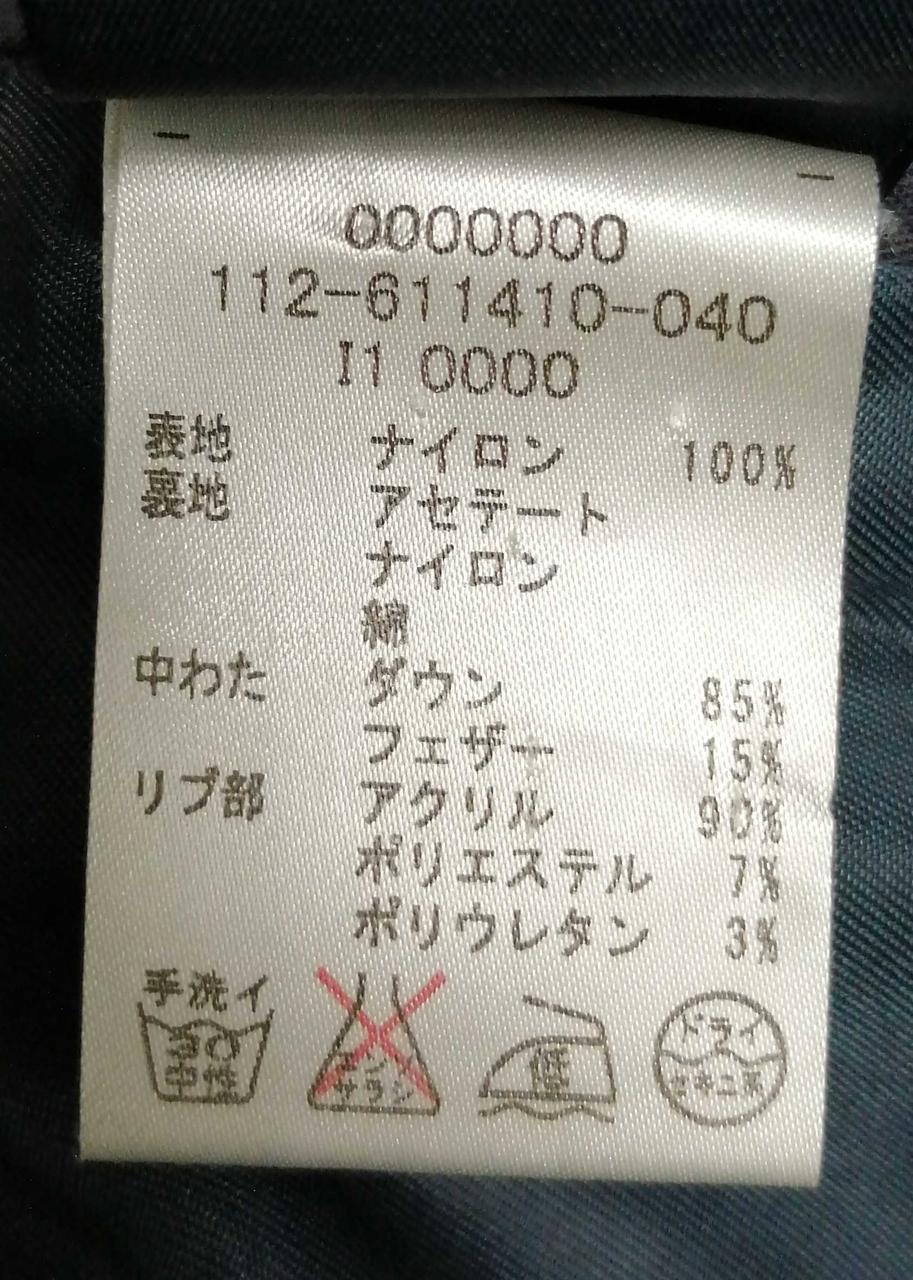 0000000
112-611410-040
I1 0000
表地 ナイロン 100%
裏地 アセテート
ナイロン
綿
中わた ダウン 85%
フェザー 15%
リブ部 アクリル 90%
ポリエステル 7%
ポリウレタン 3%
手洗イ
30
中性
エンソ
サラシ
低
ドライ
セキユ系